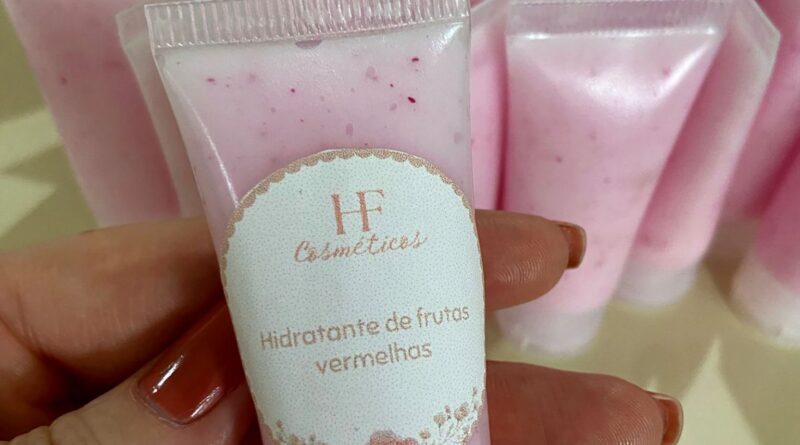 HF
Cosméticos
Hidratante de frutas
vermelhas